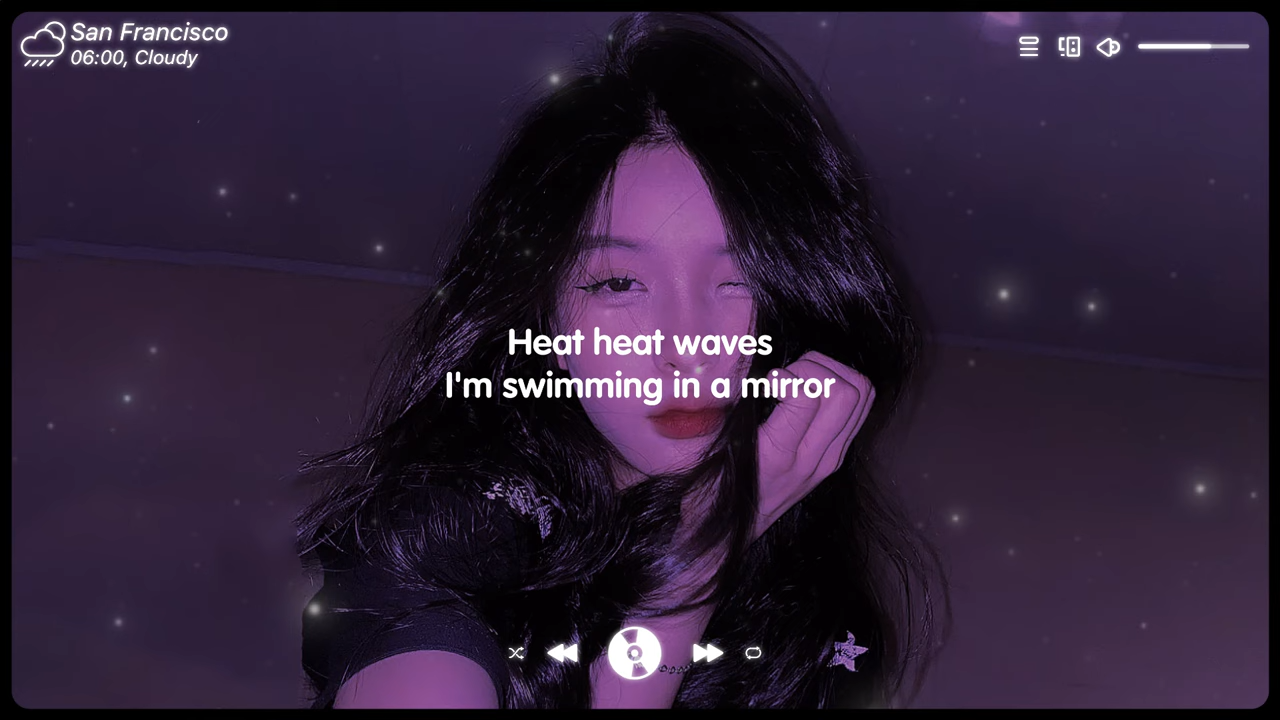 San Francisco
06:00, Cloudy
Heat heat waves
I'm swimming in a mirror